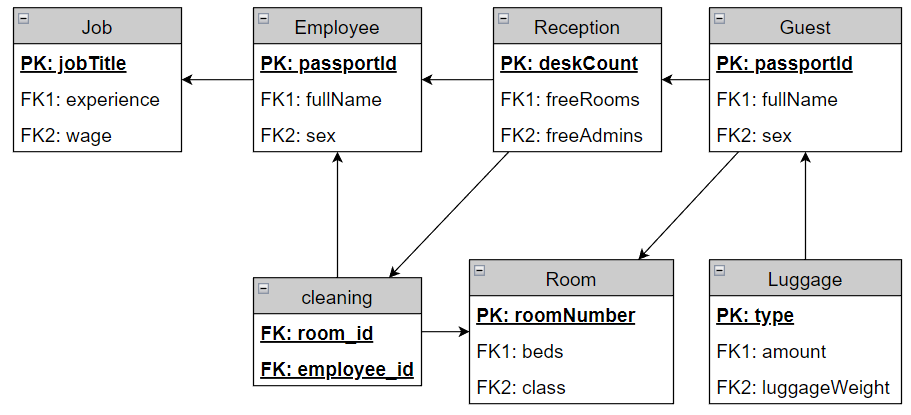 Job
PK: jobTitle
FK1: experience
FK2: wage
Employee
PK: passportId
FK1: fullName
FK2: sex
Reception
PK: deskCount
FK1: freeRooms
FK2: freeAdmins
Guest
PK: passportId
FK1: fullName
FK2: sex
cleaning
FK: room_id
FK: employee_id
Room
PK: roomNumber
FK1: beds
FK2: class
Luggage
PK: type
FK1: amount
FK2: luggageWeight